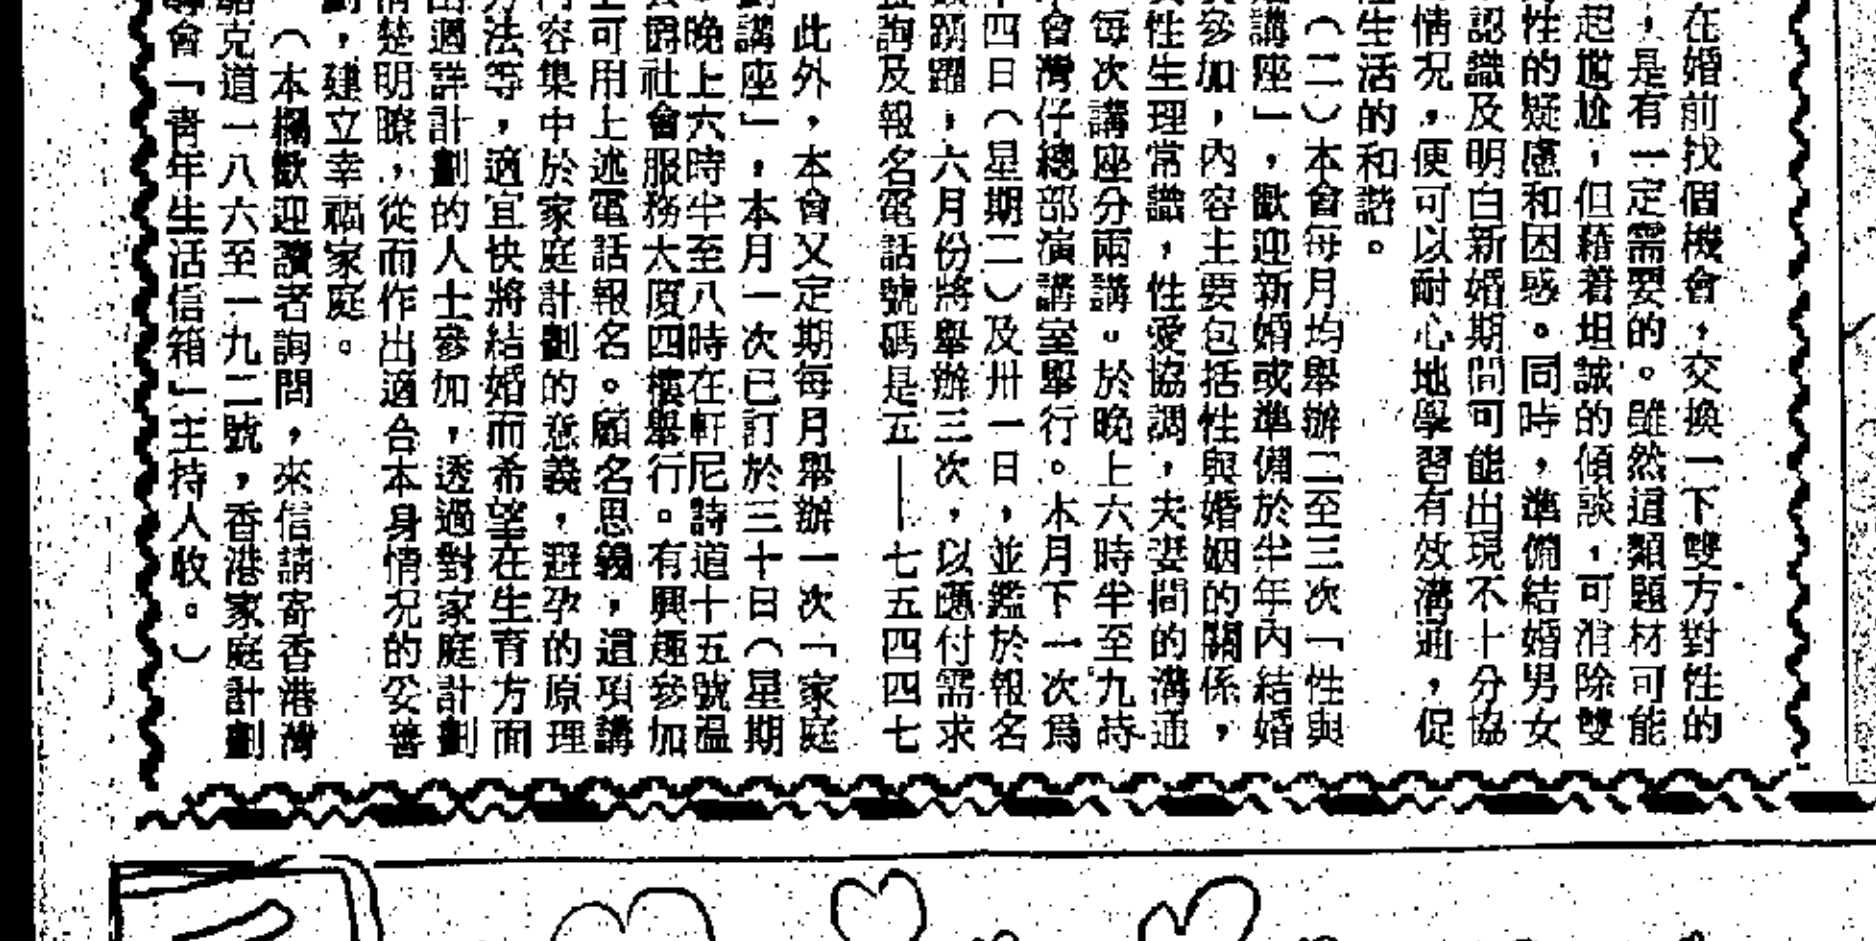 在婚前找個機會，交換一下雙方對性的
，是有一定需要的。雖然這類題材可能
起尷尬，但藉着坦誠的傾談，可消除雙
性的疑慮和困惑。同時，準備結婚男女
認識及明白新婚期間可能出現不十分協
情況，便可以耐心地學習有效溝通，促
生活的和諧。
（二）本會每月均舉辦二至三次「性與
講座」，歡迎新婚或準備於半年內結婚
參加，內容主要包括性與婚姻的關係，
性生理常識，性愛協調，夫妻間的溝通
每次講座分兩講。於晚上六時半至九時
會灣仔總部演講室舉行。本月下一次爲
四日（星期二）及卅一日，並鑑於報名
踴躍，六月份將舉辦三次，以應付需求
詢及報名電話號碼是五——七五四四七
此外，本會又定期每月舉辦一次「家庭
講座」，本月一次已訂於三十日（星期
晚上六時半至八時在軒尼詩道十五號溫
爵社會服務大廈四樓舉行。有興趣參加
可用上述電話報名。顧名思義，這項講
容集中於家庭計劃的意義，避孕的原理
方法等，適宜快將結婚而希望在生育方面
過詳計劃的人士參加，透過對家庭計劃
楚明瞭，從而作出適合本身情況的妥善
，建立幸福家庭。
（本欄歡迎讀者詢問，來信請寄香港灣
克道一八六至一九二號，香港家庭計劃
會「青年生活信箱」主持人收。）